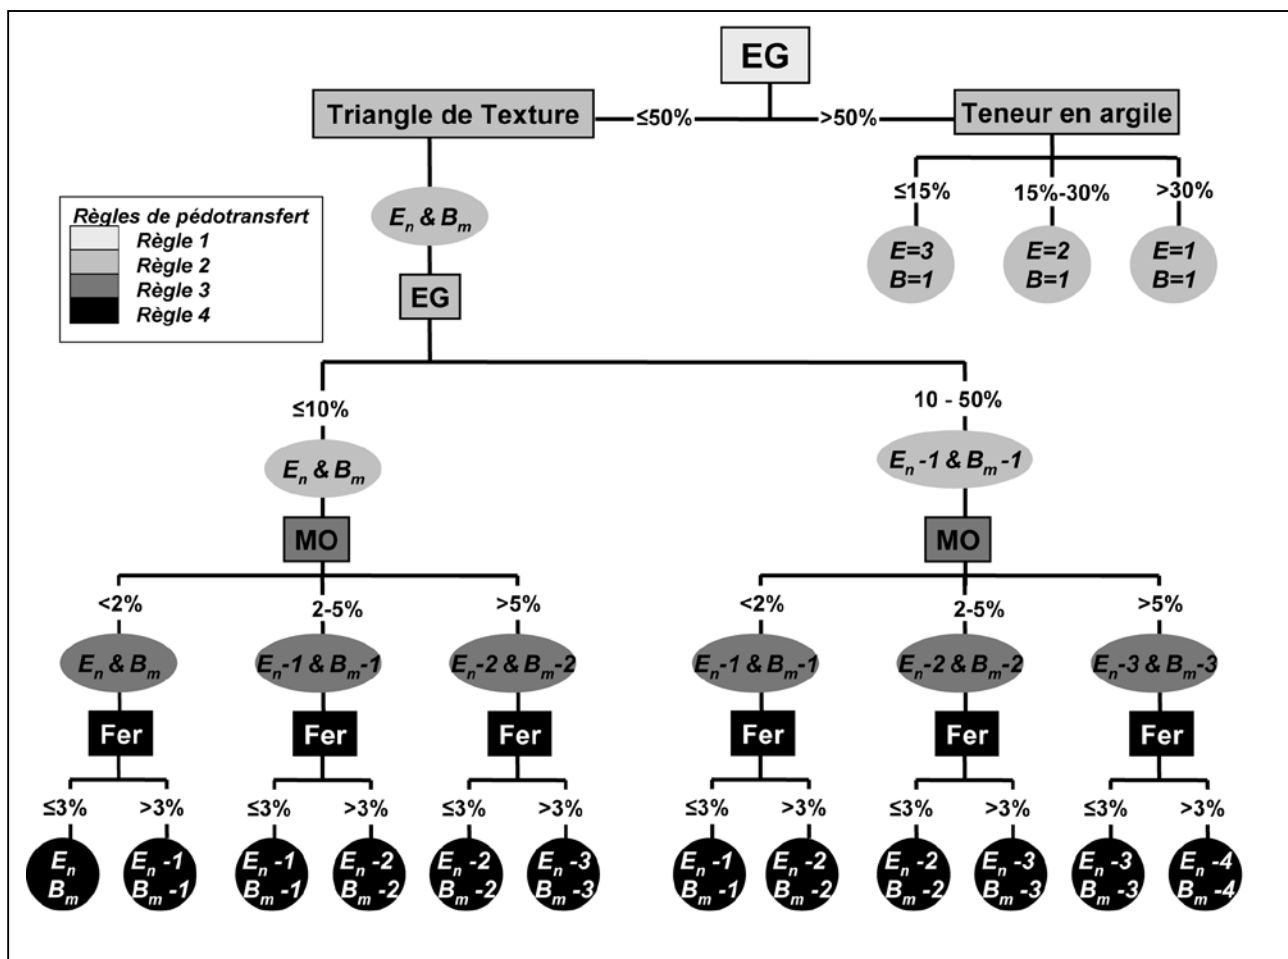 EG
Triangle de Texture
≤50%
>50%
Teneur en argile
≤15%
15%-30%
>30%
En & Bm
E=3
B=1
E=2
B=1
E=1
B=1
Règles de pédotransfert
Règle 1
Règle 2
Règle 3
Règle 4
EG
≤10%
10 - 50%
En & Bm
En-1 & Bm-1
MO
MO
<2%
2-5%
>5%
<2%
2-5%
>5%
En & Bm
En-1 & Bm-1
En-2 & Bm-2
En-1 & Bm-1
En-2 & Bm-2
En-3 & Bm-3
Fer
Fer
Fer
Fer
Fer
Fer
≤3%
>3%
≤3%
>3%
≤3%
>3%
≤3%
>3%
≤3%
>3%
≤3%
>3%
En
Bm
En-1
Bm-1
En-1
Bm-1
En-2
Bm-2
En-2
Bm-2
En-3
Bm-3
En-1
Bm-1
En-2
Bm-2
En-2
Bm-2
En-3
Bm-3
En-3
Bm-3
En-4
Bm-4